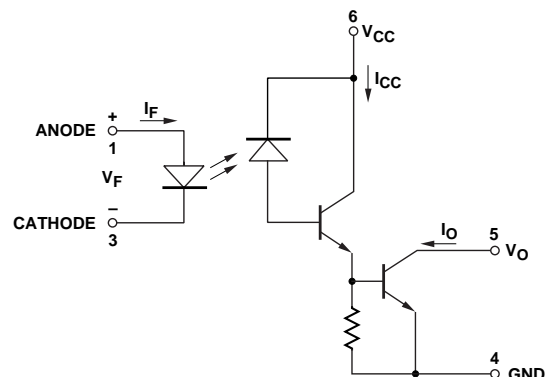 6
VCC
ICC
IF
+
ANODE
1
VF
–
CATHODE
3
IO
5
VO
4
GND